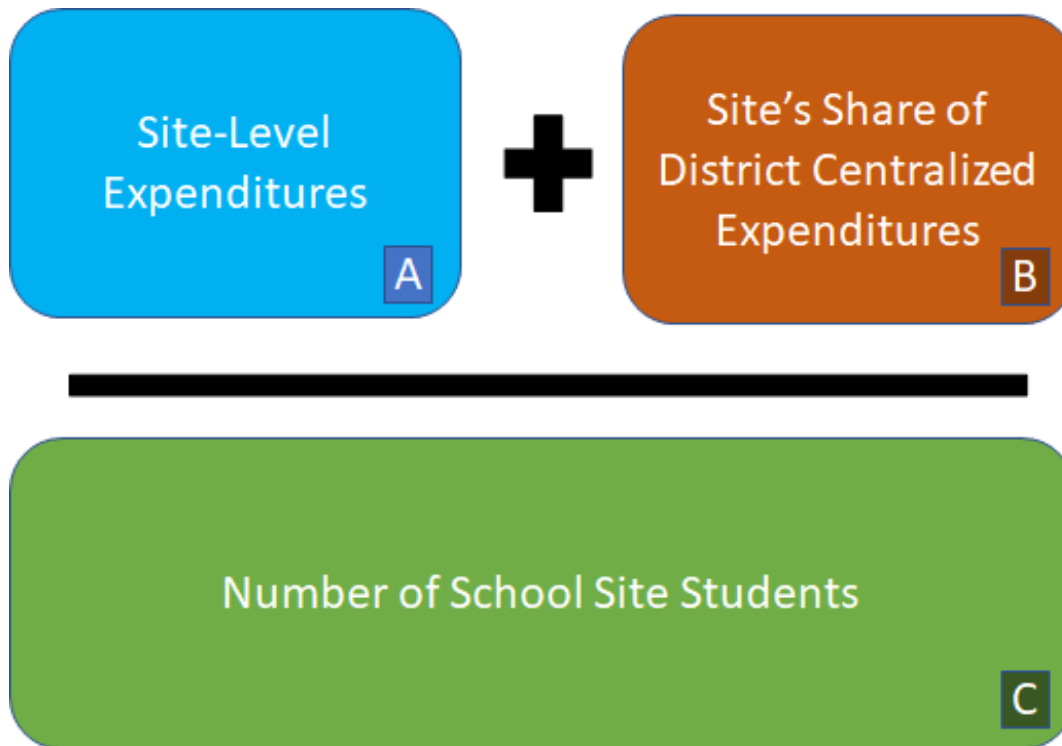 Site-Level
Expenditures
A
Site’s Share of
District Centralized
Expenditures
B
Number of School Site Students
C